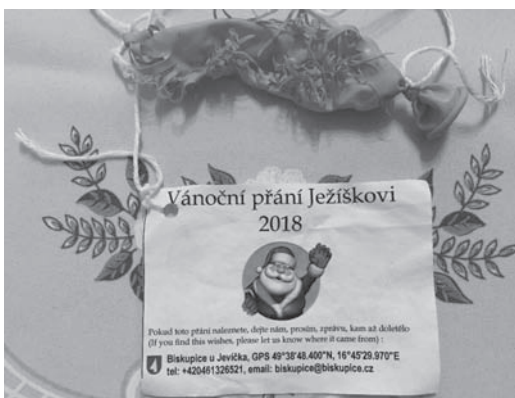 Vánoční přání Ježíškovi
2018
Pokud toto přání naleznete, dejte nám, prosím, zprávu, kam až doletělo
(If you find this wishes, please let us know where it came from) :
Biskupice u Jevíčka, GPS 49°38'48.400"N, 16°45'29.970"E
tel: +420461326521, email: biskupice@biskupice.cz